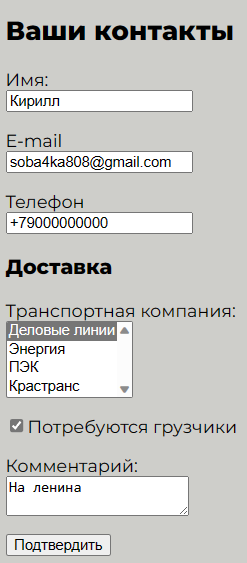 Ваши контакты
Имя:
Кирилл
E-mail
soba4ka808@gmail.com
Телефон
+79000000000
Доставка
Транспортная компания:
Деловые линии
Энергия
ПЭК
Крастранс
Потребуются грузчики
Комментарий:
На ленина
Подтвердить